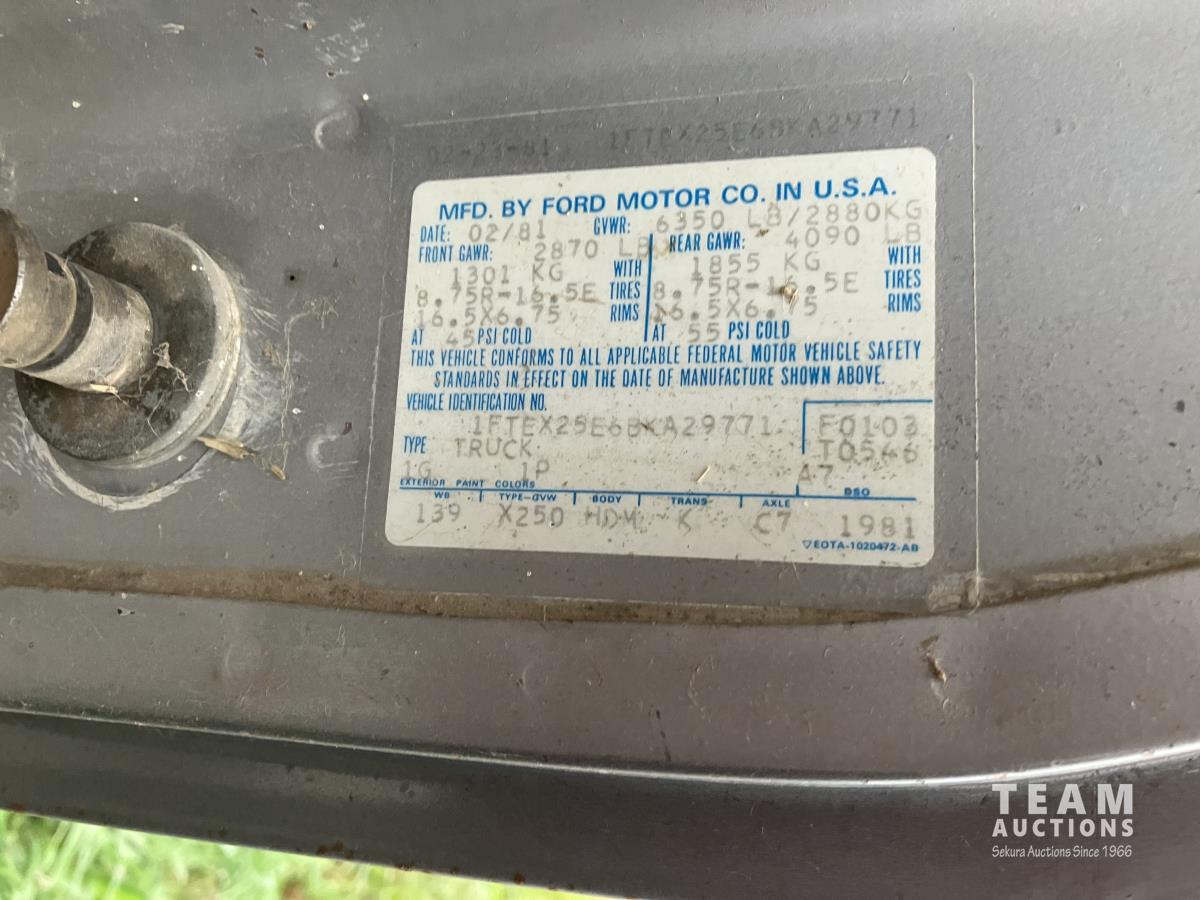 02-23-81 1FTEX25E6BKA29771
MFD. BY FORD MOTOR CO. IN U.S.A.
DATE: 02/81 GVWR: 6350 LB/2880KG
FRONT GAWR: 2870 LB REAR GAWR: 4090 LB
1301 KG WITH 1855 KG WITH
8.75R-16.5E TIRES 8.75R-16.5E TIRES
16.5X6.75 RIMS 16.5X6.75 RIMS
AT 45 PSI COLD AT 55 PSI COLD
THIS VEHICLE CONFORMS TO ALL APPLICABLE FEDERAL MOTOR VEHICLE SAFETY
STANDARDS IN EFFECT ON THE DATE OF MANUFACTURE SHOWN ABOVE.
VEHICLE IDENTIFICATION NO.
1FTEX25E6BKA29771 F0103
TYPE TRUCK T0546
1G 1P A7
EXTERIOR PAINT COLORS DSO
WB TYPE-GVW BODY TRANS AXLE
139 X250 HDM K C7 1981
▽EOTA-1020472-AB
TEAM
AUCTIONS
Sekura Auctions Since 1966